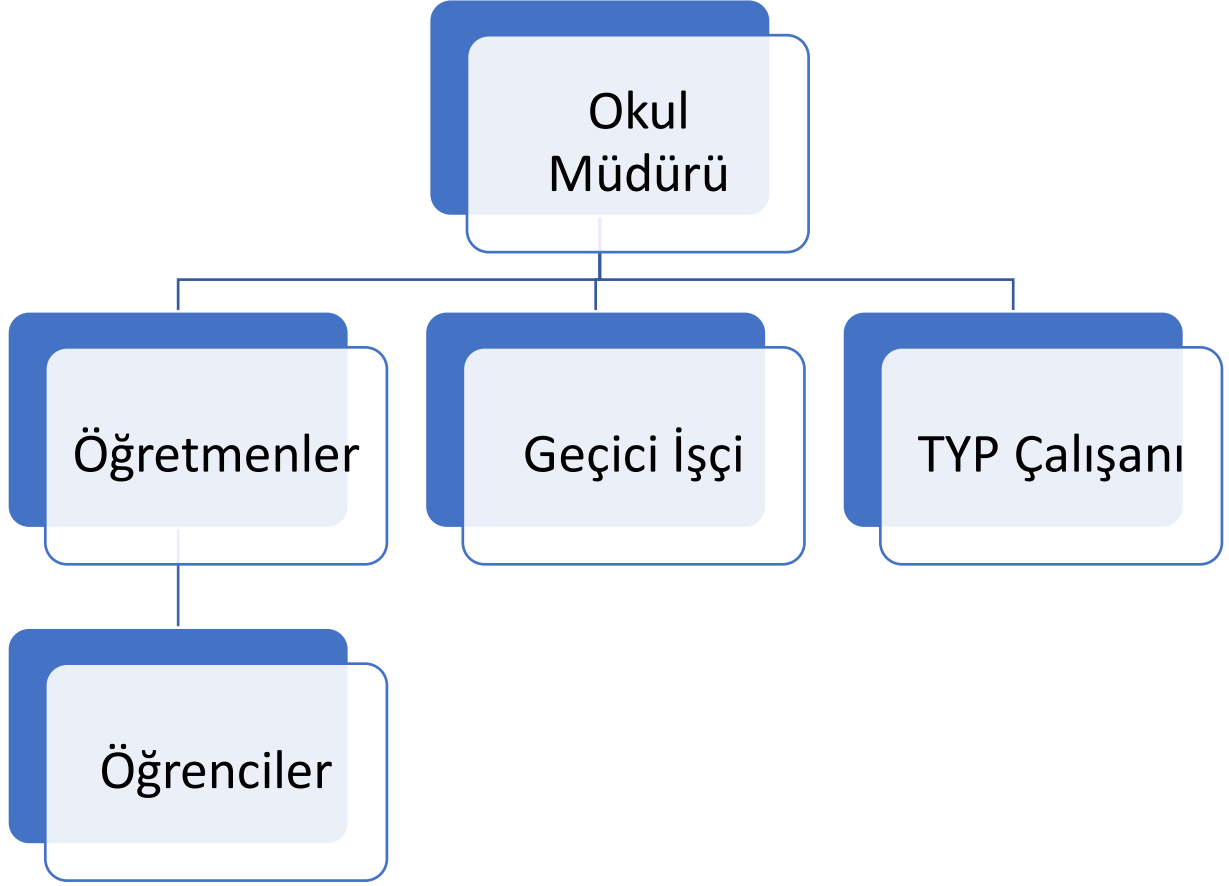 Okul
Müdürü
Öğretmenler
Geçici İşçi
TYP Çalışanı
Öğrenciler